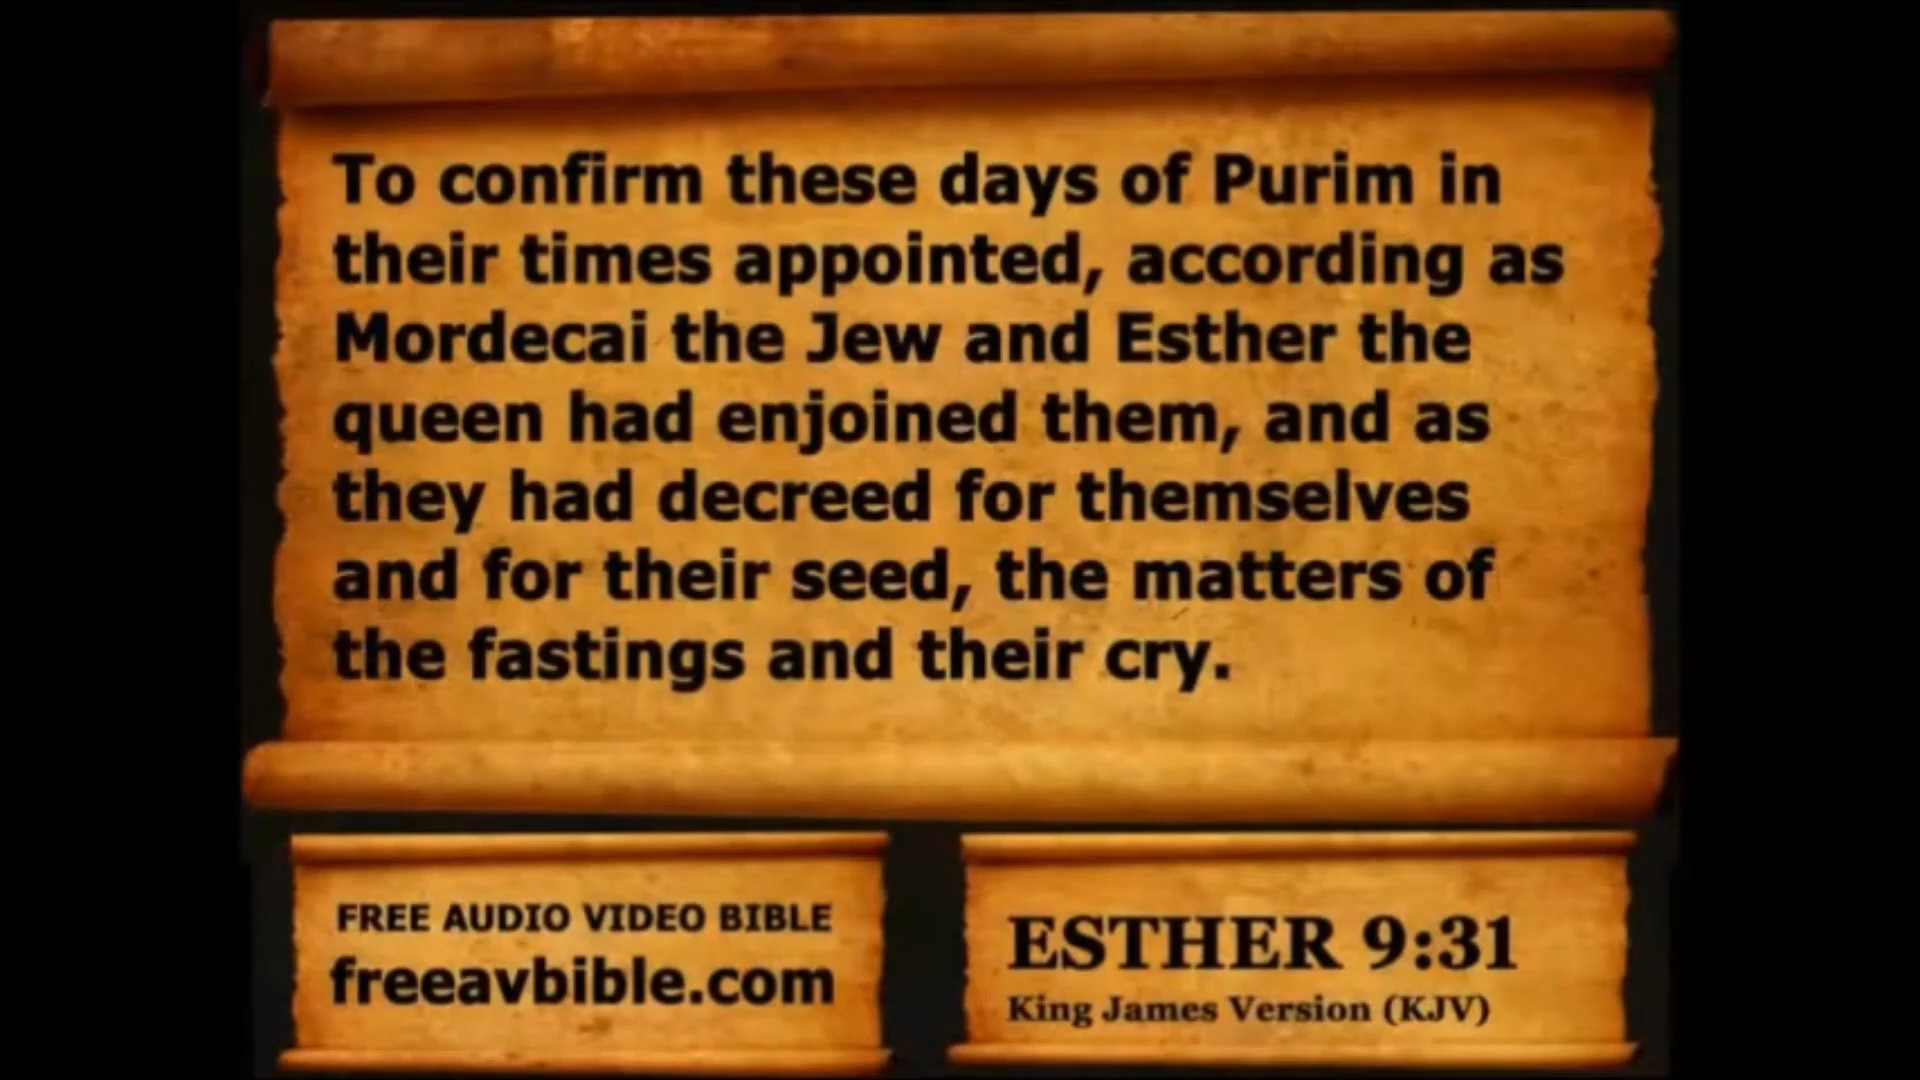 To confirm these days of Purim in
their times appointed, according as
Mordecai the Jew and Esther the
queen had enjoined them, and as
they had decreed for themselves
and for their seed, the matters of
the fastings and their cry.
FREE AUDIO VIDEO BIBLE
freeavbible.com
ESTHER 9:31
King James Version (KJV)